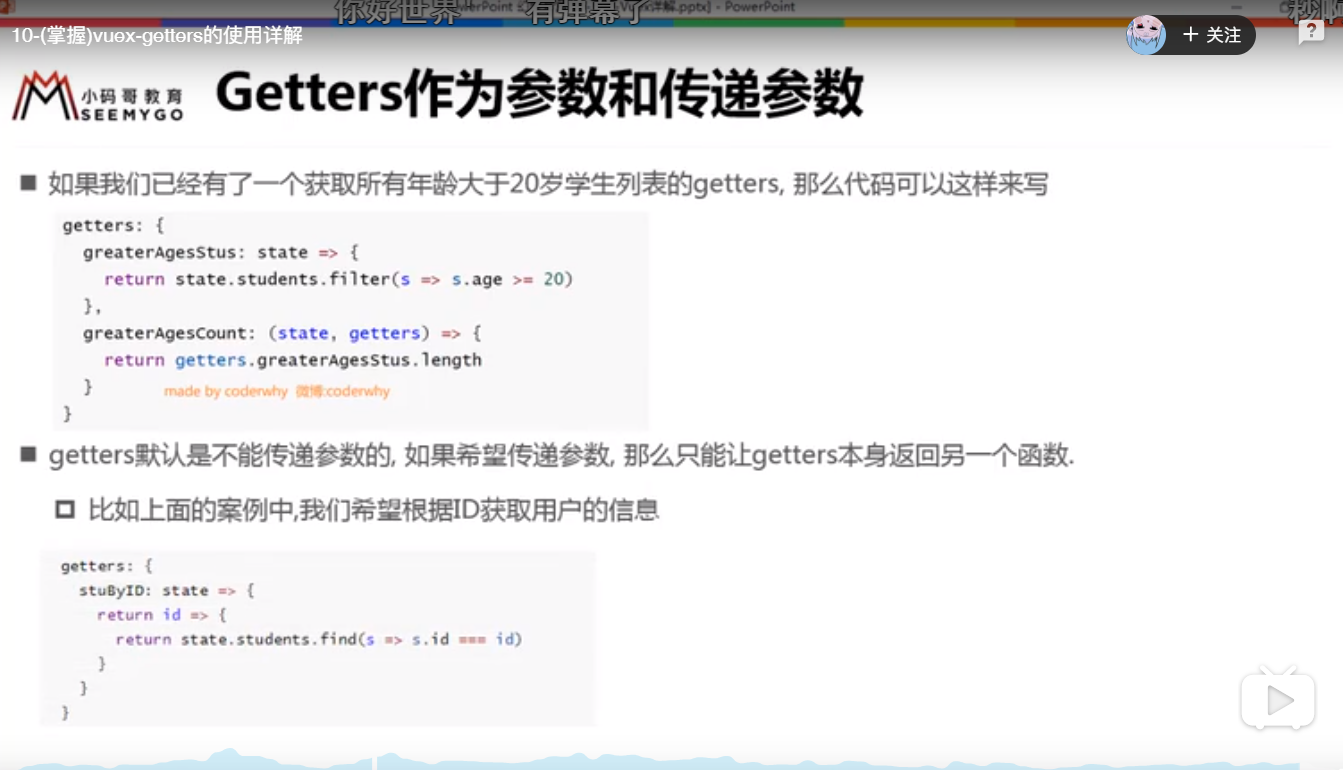 你好世界 有弹幕了
PowerPoint
详解.pptx] - PowerPoint
10-(掌握)vuex-getters的使用详解
+ 关注
?
小码哥教育
SEEMYGO
Getters作为参数和传递参数
如果我们已经有了一个获取所有年龄大于20岁学生列表的getters, 那么代码可以这样来写
getters: {
greaterAgesStus: state => {
return state.students.filter(s => s.age >= 20)
},
greaterAgesCount: (state, getters) => {
return getters.greaterAgesStus.length
}
made by coderwhy 微博:coderwhy
}
getters默认是不能传递参数的, 如果希望传递参数, 那么只能让getters本身返回另一个函数.
比如上面的案例中,我们希望根据ID获取用户的信息
getters: {
stuByID: state => {
return id => {
return state.students.find(s => s.id === id)
}
}
}